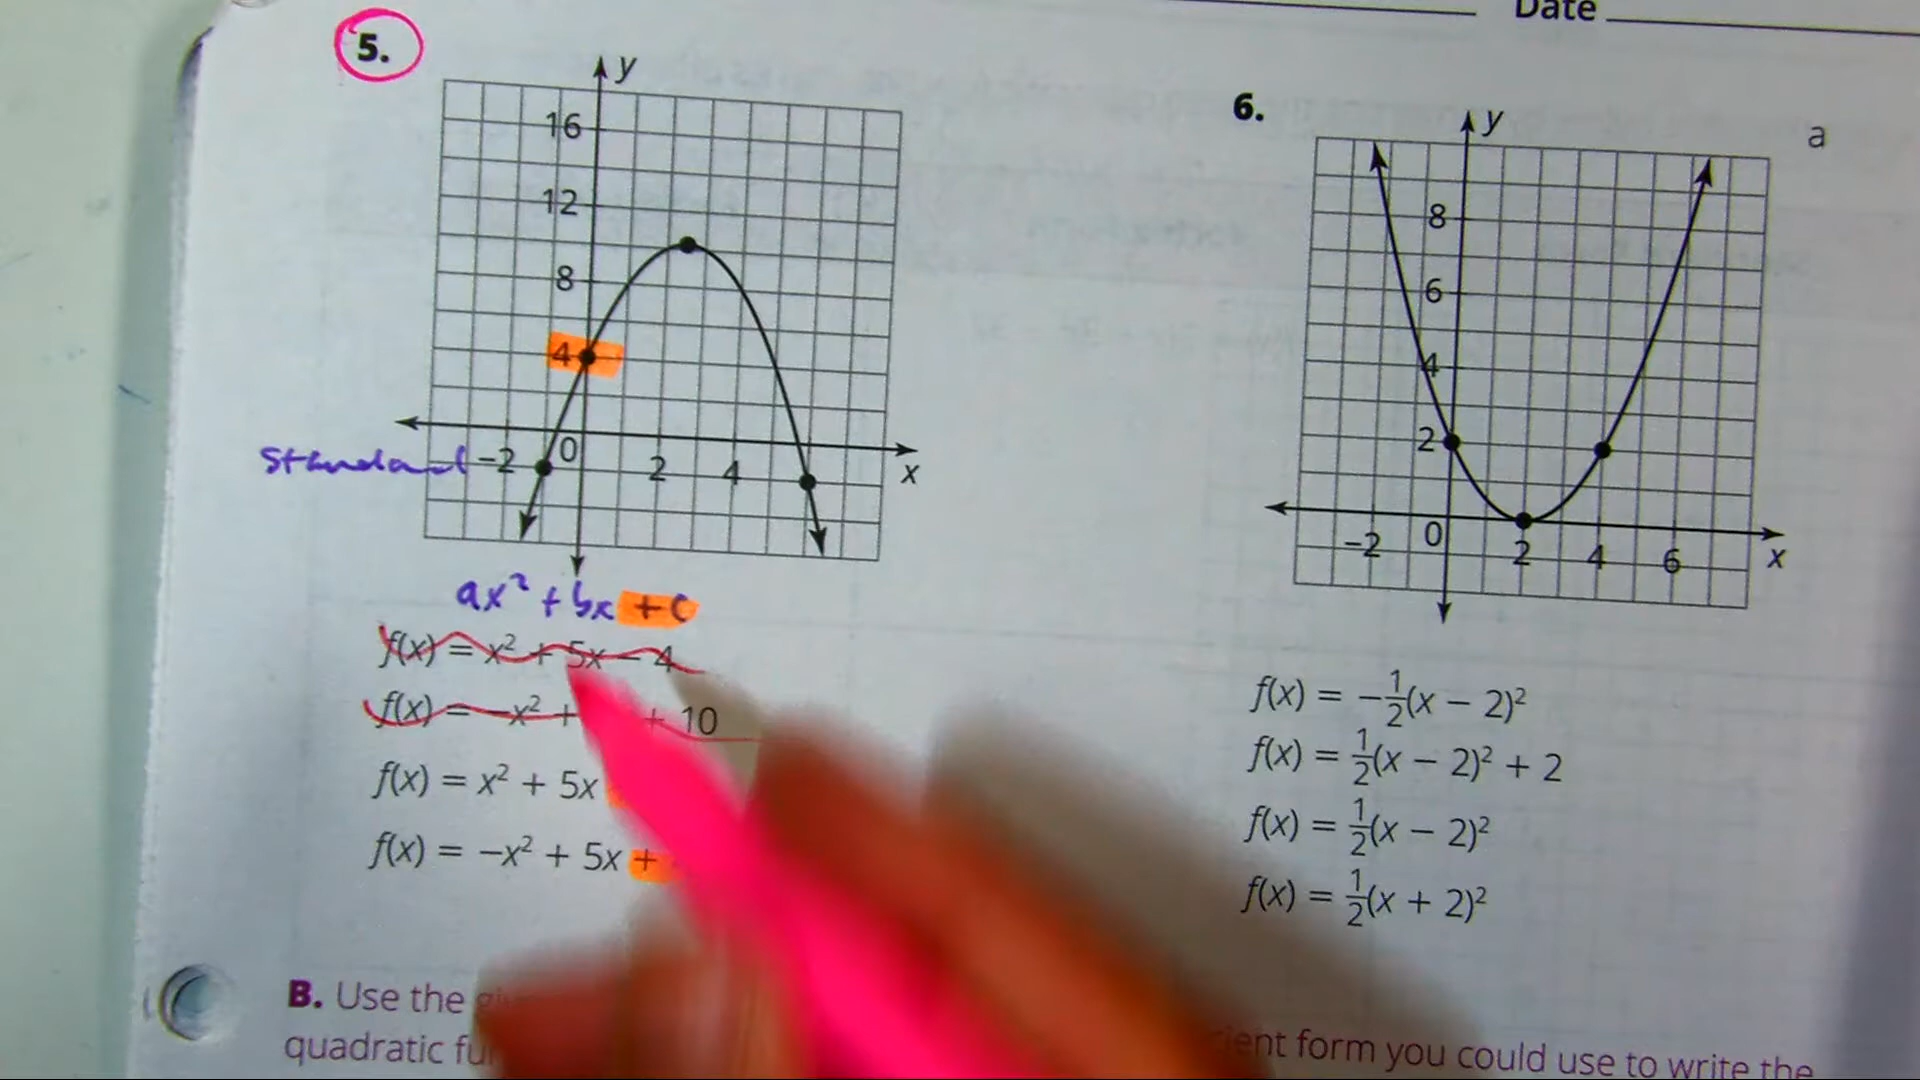 Date
5.
y
16
12
8
4
Standard
-2
0
2
4
x
ax² + bx + c
f(x) = x² + 5x − 4
f(x) = −x² + + 10
f(x) = x² + 5x
f(x) = −x² + 5x +
6.
a
y
8
6
4
2
-2
0
2
4
6
x
f(x) = −1/2(x − 2)²
f(x) = 1/2(x − 2)² + 2
f(x) = 1/2(x − 2)²
f(x) = 1/2(x + 2)²
B. Use the
quadratic form you could use to write the